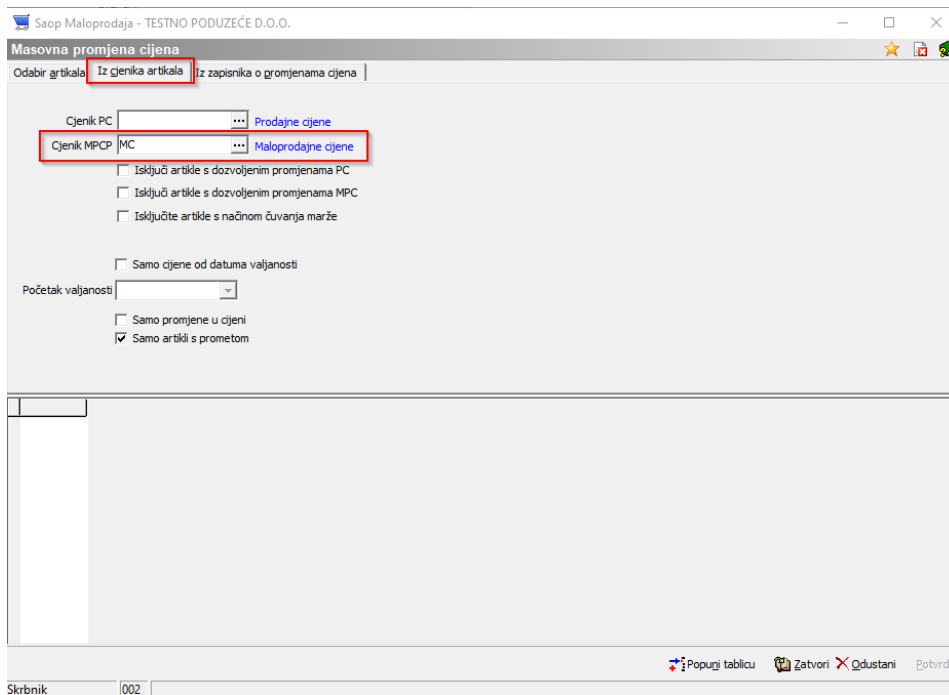 Saop Maloprodaja - TESTNO PODUZEĆE D.O.O.
Masovna promjena cijena
Odabir artikala Iz cjenika artikala Iz zapisnika o promjenama cijena
Cjenik PC ... Prodajne cijene
Cjenik MPCP MC ... Maloprodajne cijene
Isključi artikle s dozvoljenim promjenama PC
Isključi artikle s dozvoljenim promjenama MPC
Isključite artikle s načinom čuvanja marže
Samo cijene od datuma valjanosti
Početak valjanosti
Samo promjene u cijeni
Samo artikli s prometom
Popuni tablicu Zatvori Odustani Potvrd
Skrbnik 002